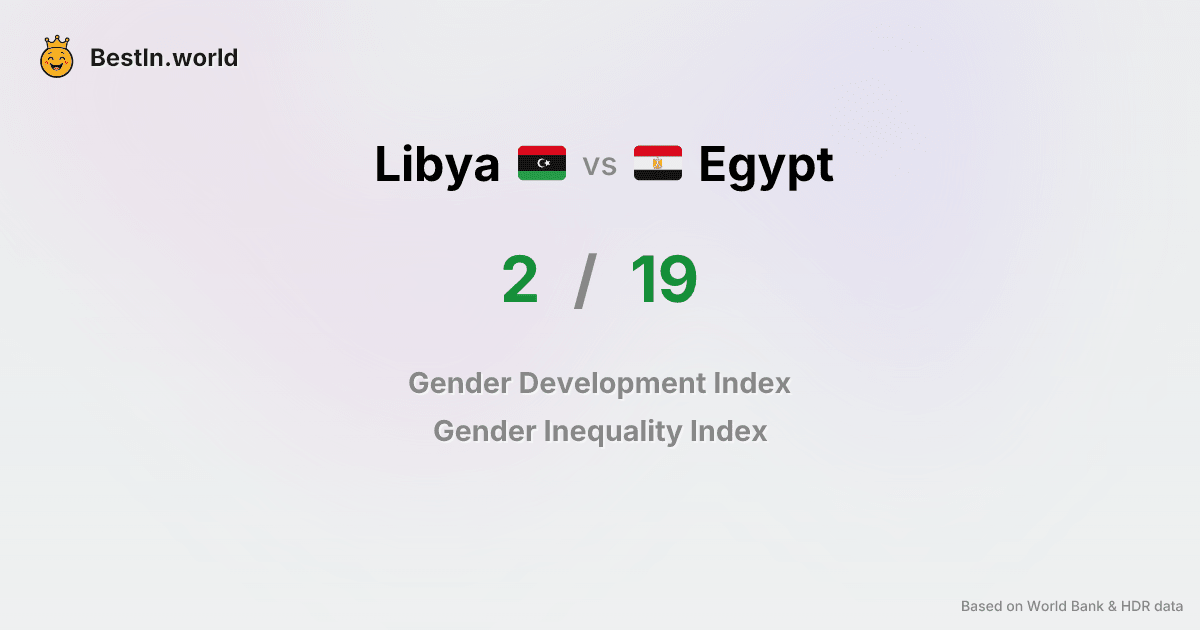 BestIn.world
Libya vs Egypt
2 / 19
Gender Development Index
Gender Inequality Index
Based on World Bank & HDR data